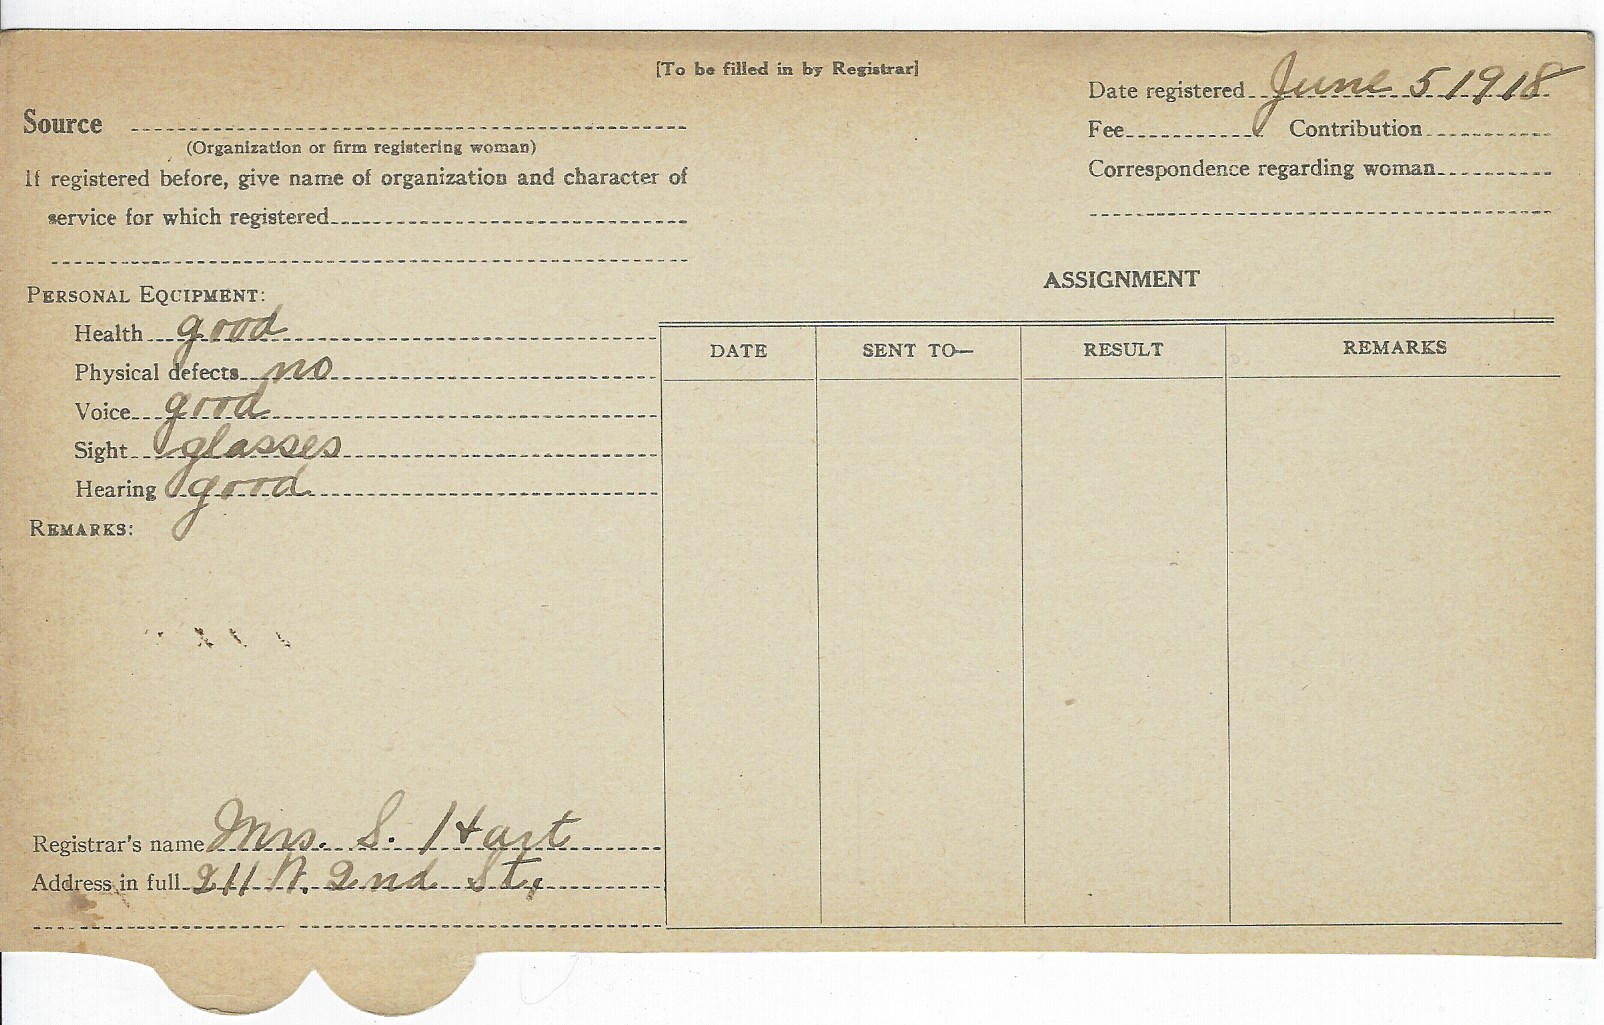 [To be filled in by Registrar]
Date registered June 5 1918
Source
Fee Contribution
(Organization or firm registering woman)
Correspondence regarding woman
If registered before, give name of organization and character of
service for which registered
ASSIGNMENT
PERSONAL EQUIPMENT:
Health good
Physical defects no
Voice good
Sight glasses
Hearing good
REMARKS:
DATE SENT TO— RESULT REMARKS
Registrar's name Mrs. S. Hart
Address in full 211 N. 2nd St.